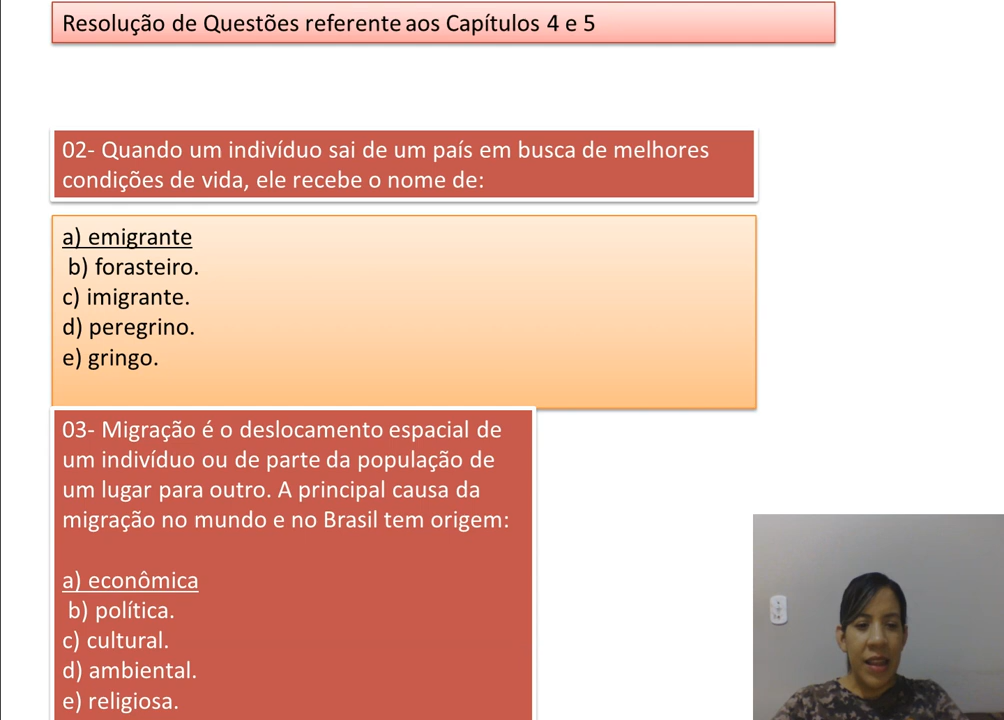 Resolução de Questões referente aos Capítulos 4 e 5
02- Quando um indivíduo sai de um país em busca de melhores
condições de vida, ele recebe o nome de:
a) emigrante
b) forasteiro.
c) imigrante.
d) peregrino.
e) gringo.
03- Migração é o deslocamento espacial de
um indivíduo ou de parte da população de
um lugar para outro. A principal causa da
migração no mundo e no Brasil tem origem:
a) econômica
b) política.
c) cultural.
d) ambiental.
e) religiosa.